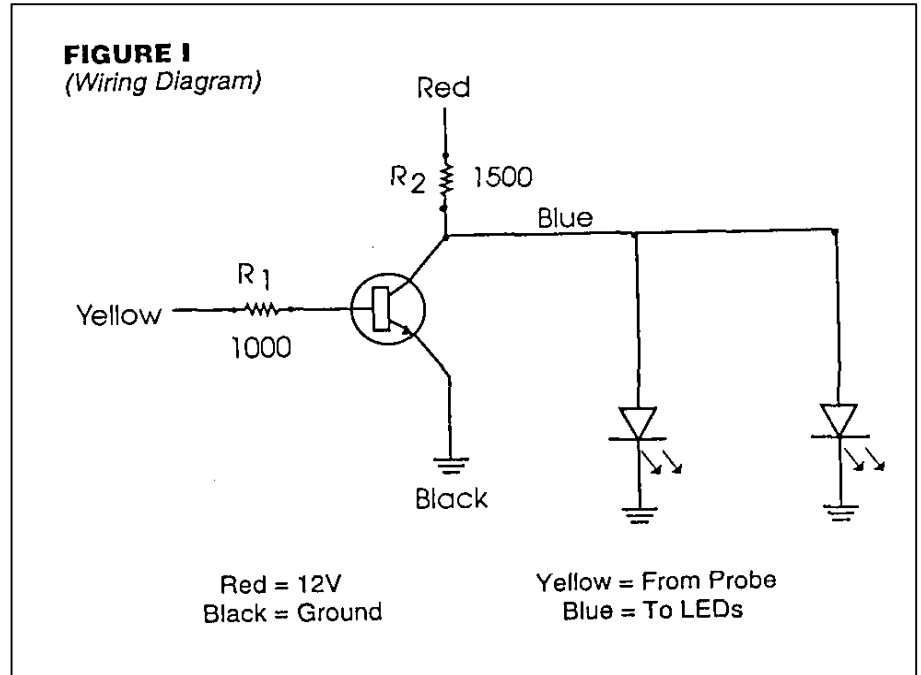 FIGURE I
(Wiring Diagram)
Red
R2 1500
Blue
R1
Yellow
1000
Black
Red = 12V
Black = Ground
Yellow = From Probe
Blue = To LEDs